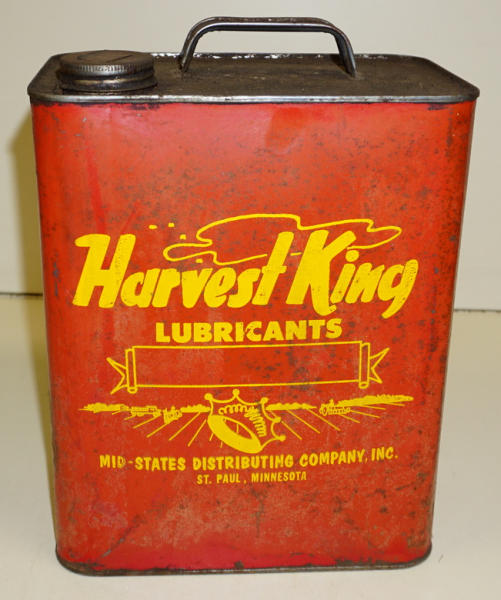 Harvest King
LUBRICANTS
MID-STATES DISTRIBUTING COMPANY, INC.
ST. PAUL, MINNESOTA